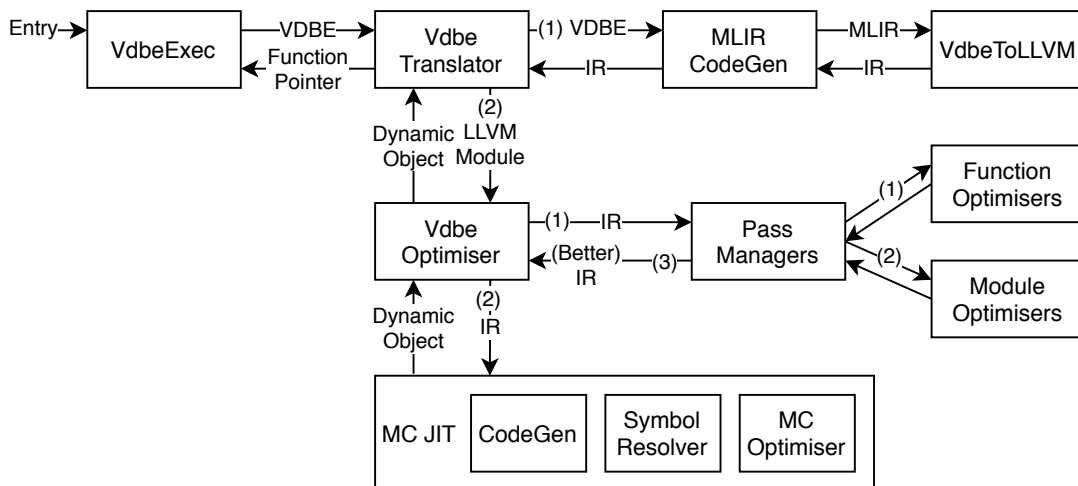 Entry
VdbeExec
VDBE
Function
Pointer
Vdbe
Translator
(1) VDBE
IR
MLIR
CodeGen
MLIR
IR
VdbeToLLVM
Dynamic
Object
(2)
LLVM
Module
Vdbe
Optimiser
(1) IR
(Better) (3)
IR
Pass
Managers
(1)
(2)
Function
Optimisers
Module
Optimisers
Dynamic
Object
(2)
IR
MC JIT
CodeGen
Symbol
Resolver
MC
Optimiser